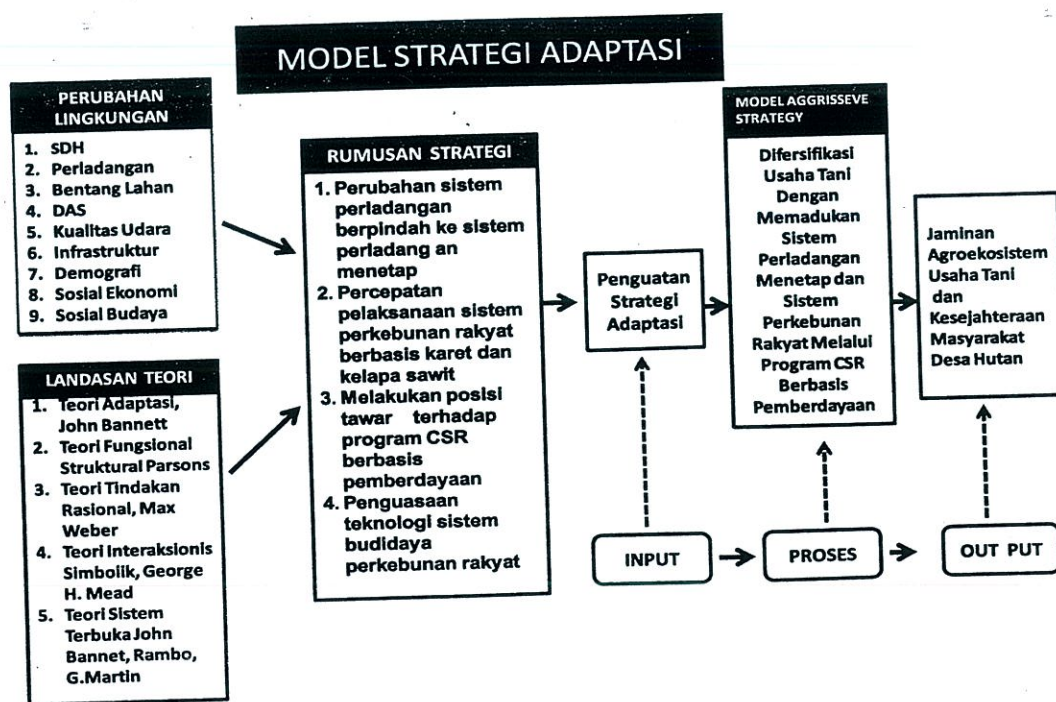 MODEL STRATEGI ADAPTASI
PERUBAHAN
LINGKUNGAN
1. SDH
2. Perladangan
3. Bentang Lahan
4. DAS
5. Kualitas Udara
6. Infrastruktur
7. Demografi
8. Sosial Ekonomi
9. Sosial Budaya
LANDASAN TEORI
1. Teori Adaptasi,
John Bannett
2. Teori Fungsional
Struktural Parsons
3. Teori Tindakan
Rasional, Max
Weber
4. Teori Interaksionis
Simbolik, George
H. Mead
5. Teori Sistem
Terbuka John
Bannet, Rambo,
G.Martin
RUMUSAN STRATEGI
1. Perubahan sistem
perladangan
berpindah ke sistem
perladang an
menetap
2. Percepatan
pelaksanaan sistem
perkebunan rakyat
berbasis karet dan
kelapa sawit
3. Melakukan posisi
tawar terhadap
program CSR
berbasis
pemberdayaan
4. Penguasaan
teknologi sistem
budidaya
perkebunan rakyat
Penguatan
Strategi
Adaptasi
MODEL AGGRISSEVE
STRATEGY
Difersifikasi
Usaha Tani
Dengan
Memadukan
Sistem
Perladangan
Menetap dan
Sistem
Perkebunan
Rakyat Melalui
Program CSR
Berbasis
Pemberdayaan
Jaminan
Agroekosistem
Usaha Tani
dan
Kesejahteraan
Masyarakat
Desa Hutan
INPUT
PROSES
OUT PUT